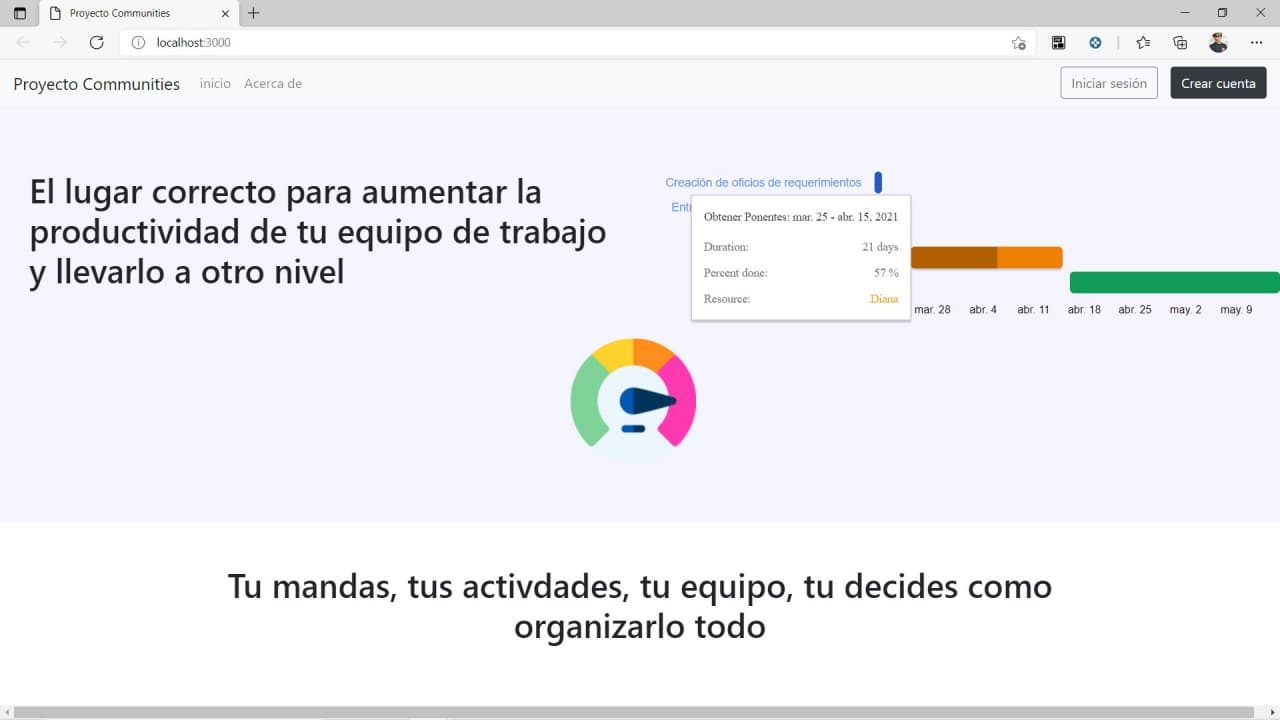 Proyecto Communities
localhost:3000
Proyecto Communities inicio Acerca de Iniciar sesión Crear cuenta
El lugar correcto para aumentar la
productividad de tu equipo de trabajo
y llevarlo a otro nivel
Creación de oficios de requerimientos
Entr
Obtener Ponentes: mar. 25 - abr. 15, 2021
Duration: 21 days
Percent done: 57 %
Resource: Diana
mar. 28 abr. 4 abr. 11 abr. 18 abr. 25 may. 2 may. 9
Tu mandas, tus activdades, tu equipo, tu decides como
organizarlo todo